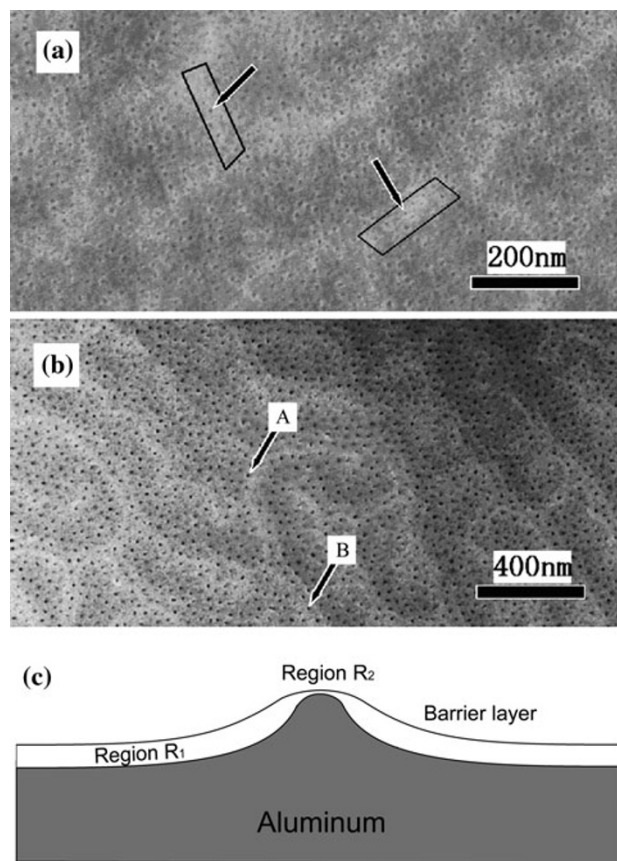 (a)
200nm
(b)
A
B
400nm
(c)
Region R₂
Barrier layer
Region R₁
Aluminum